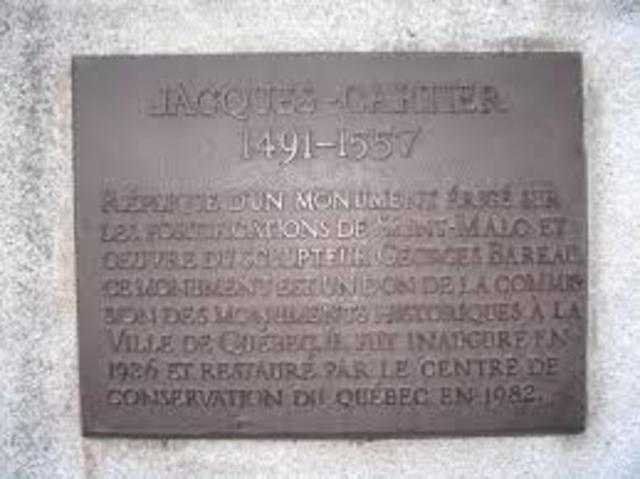 JACQUES-CARTIER
1491-1557
RÉPLIQUE D'UN MONUMENT ÉRIGÉ SUR
LES FORTIFICATIONS DE SAINT-MALO ET
OEUVRE DU SCULPTEUR GEORGES BAREAU
CE MONUMENT EST UN DON DE LA COMMIS-
SION DES MONUMENTS HISTORIQUES À LA
VILLE DE QUÉBEC. IL FUT INAUGURÉ EN
1926 ET RESTAURÉ PAR LE CENTRE DE
CONSERVATION DU QUÉBEC EN 1982.